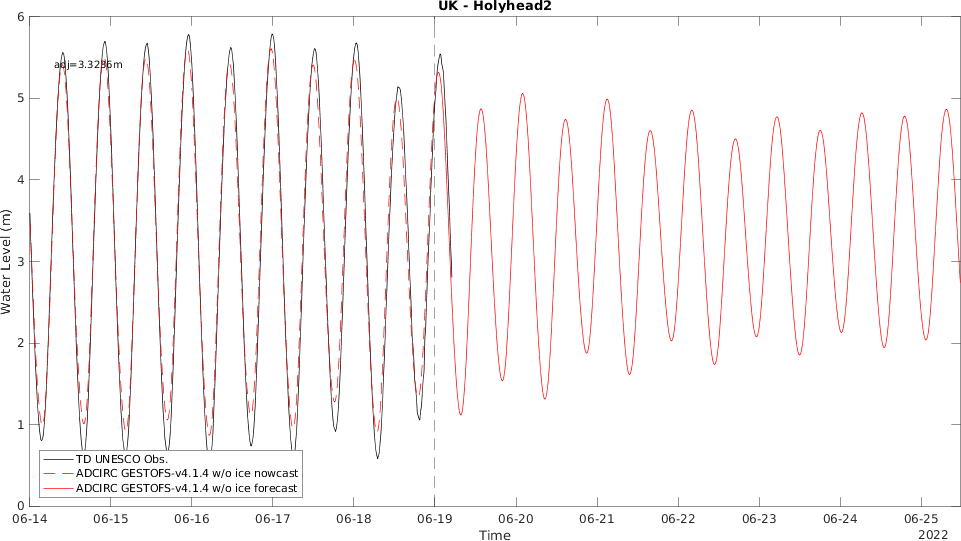 UK - Holyhead2
6
5
4
3
2
1
0
Water Level (m)
adj=3.3236m
TD UNESCO Obs.
ADCIRC GESTOFS-v4.1.4 w/o ice nowcast
ADCIRC GESTOFS-v4.1.4 w/o ice forecast
06-14 06-15 06-16 06-17 06-18 06-19 06-20 06-21 06-22 06-23 06-24 06-25
Time
2022